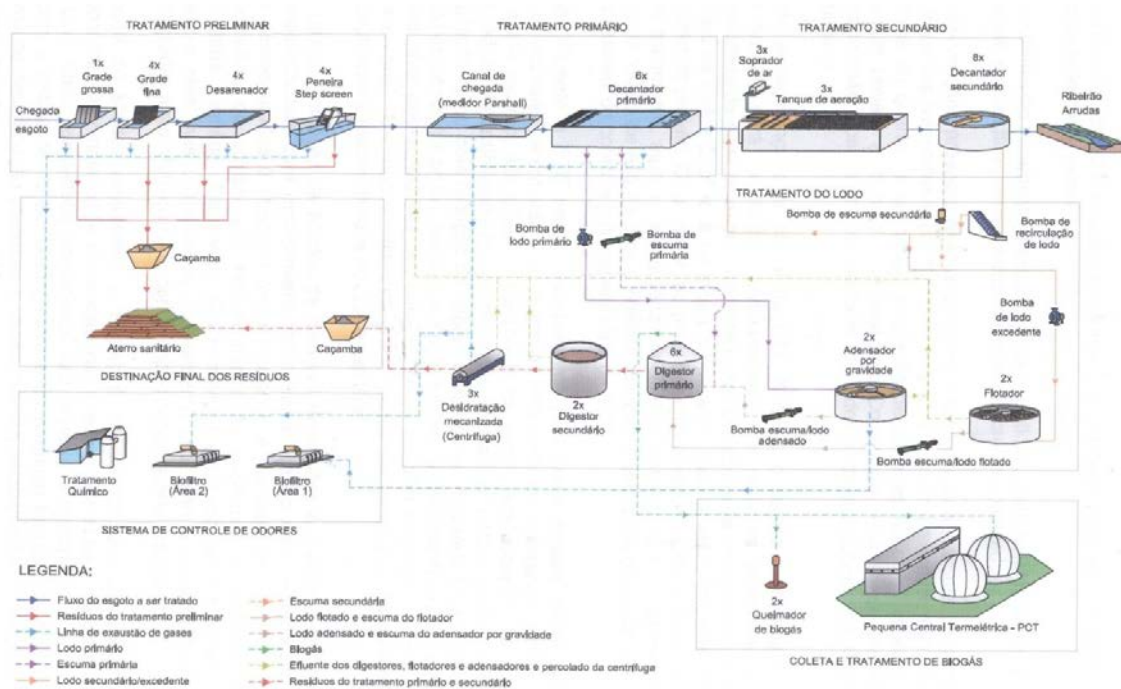 TRATAMENTO PRELIMINAR
TRATAMENTO PRIMÁRIO
TRATAMENTO SECUNDÁRIO
1x
Grade
grossa
4x
Grade
fina
4x
Desarenador
4x
Peneira
Step screen
Chegada
esgoto
Canal de
chegada
(medidor Parshall)
6x
Decantador
primário
3x
Soprador
de ar
3x
Tanque de aeração
8x
Decantador
secundário
Ribeirão
Arrudas
TRATAMENTO DO LODO
Bomba de escuma secundária
Bomba de
recirculação
de lodo
Bomba de
lodo primário
Bomba de
escuma
primária
Bomba
de lodo
excedente
Caçamba
Aterro sanitário
Caçamba
DESTINAÇÃO FINAL DOS RESÍDUOS
3x
Desidratação
mecanizada
(Centrífuga)
2x
Digestor
secundário
6x
Digestor
primário
2x
Adensador
por
gravidade
2x
Flotador
Bomba escuma/lodo
adensado
Bomba escuma/lodo flotado
Tratamento
Químico
Biofiltro
(Área 2)
Biofiltro
(Área 1)
SISTEMA DE CONTROLE DE ODORES
2x
Queimador
de biogás
Pequena Central Termelétrica - PCT
COLETA E TRATAMENTO DE BIOGÁS
LEGENDA:
Fluxo do esgoto a ser tratado
Resíduos do tratamento preliminar
Linha de exaustão de gases
Lodo primário
Escuma primária
Lodo secundário/excedente
Escuma secundária
Lodo flotado e escuma do flotador
Lodo adensado e escuma do adensador por gravidade
Biogás
Efluente dos digestores, flotadores e adensadores e percolado da centrífuga
Resíduos do tratamento primário e secundário